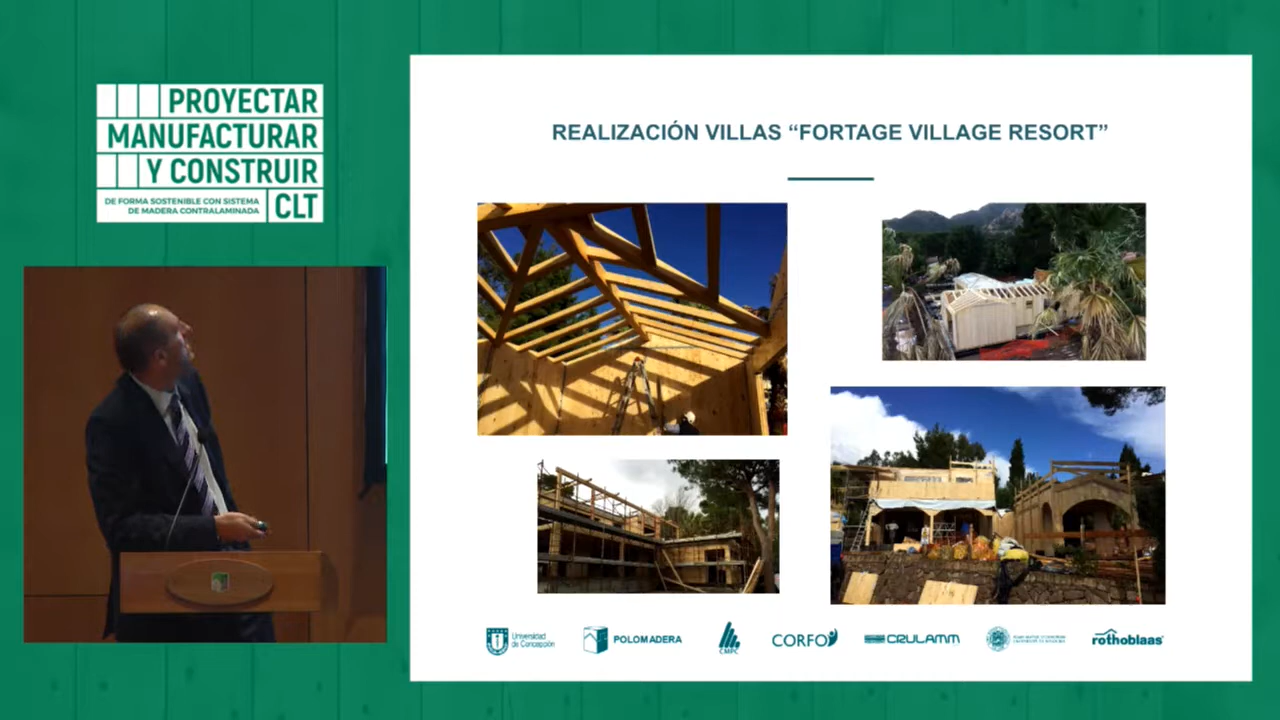 PROYECTAR
MANUFACTURAR
Y CONSTRUIR
DE FORMA SOSTENIBLE CON SISTEMA
DE MADERA CONTRALAMINADA
CLT
REALIZACIÓN VILLAS “FORTAGE VILLAGE RESORT”
Universidad
de Concepción
POLOMADERA
CMPC
CORFO
CRULAMM
rothoblaas